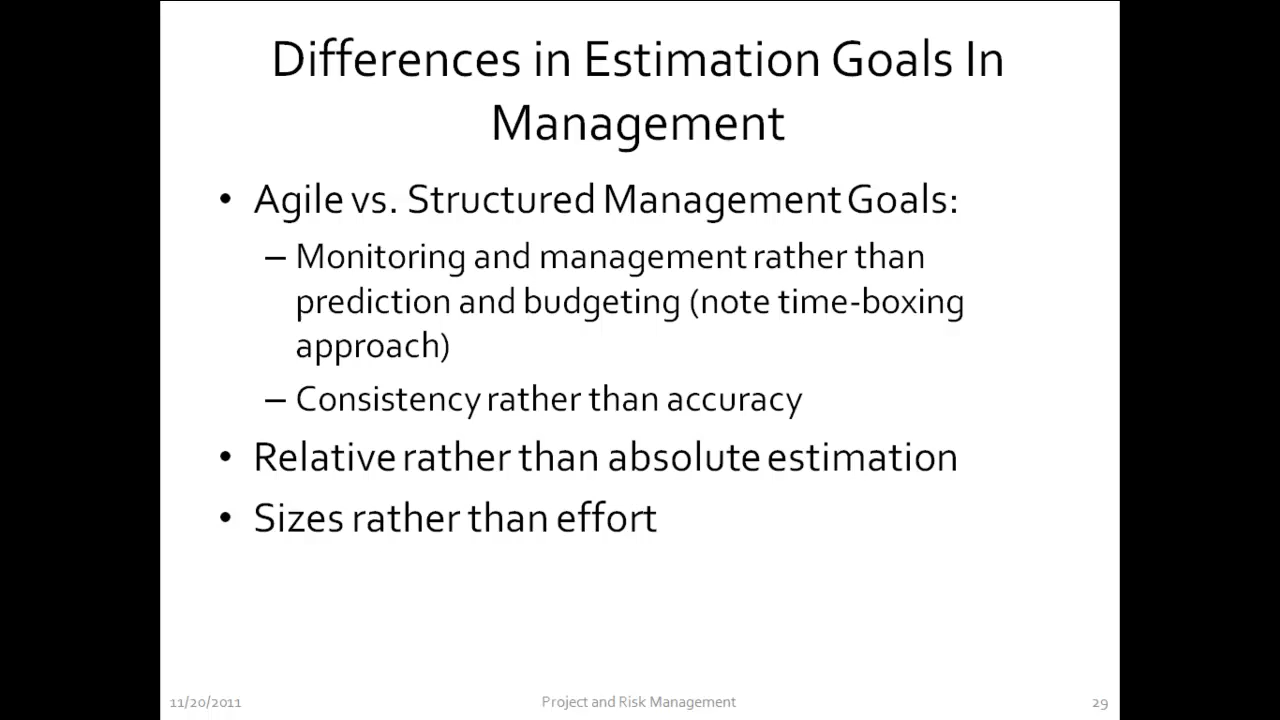 Differences in Estimation Goals In
Management
• Agile vs. Structured Management Goals:
– Monitoring and management rather than
prediction and budgeting (note time-boxing
approach)
– Consistency rather than accuracy
• Relative rather than absolute estimation
• Sizes rather than effort
11/20/2011
Project and Risk Management
29